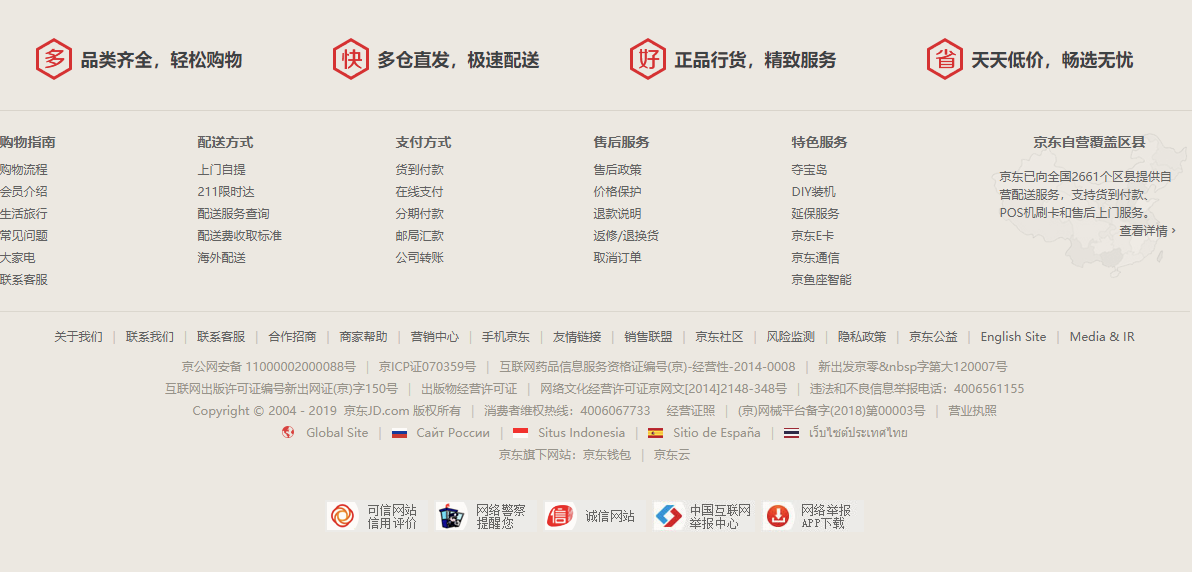 多 品类齐全，轻松购物 快 多仓直发，极速配送 好 正品行货，精致服务 省 天天低价，畅选无忧
购物指南
购物流程
会员介绍
生活旅行
常见问题
大家电
联系客服
配送方式
上门自提
211限时达
配送服务查询
配送费收取标准
海外配送
支付方式
货到付款
在线支付
分期付款
邮局汇款
公司转账
售后服务
售后政策
价格保护
退款说明
返修/退换货
取消订单
特色服务
夺宝岛
DIY装机
延保服务
京东E卡
京东通信
京鱼座智能
京东自营覆盖区县
京东已向全国2661个区县提供自
营配送服务，支持货到付款、
POS机刷卡和售后上门服务。
查看详情 ›
关于我们 | 联系我们 | 联系客服 | 合作招商 | 商家帮助 | 营销中心 | 手机京东 | 友情链接 | 销售联盟 | 京东社区 | 风险监测 | 隐私政策 | 京东公益 | English Site | Media & IR
京公网安备 11000002000088号 | 京ICP证070359号 | 互联网药品信息服务资格证编号(京)-经营性-2014-0008 | 新出发京零&nbsp字第大120007号
互联网出版许可证编号新出网证(京)字150号 | 出版物经营许可证 | 网络文化经营许可证京网文[2014]2148-348号 | 违法和不良信息举报电话：4006561155
Copyright © 2004 - 2019 京东JD.com 版权所有 | 消费者维权热线：4006067733 经营证照 | (京)网械平台备字(2018)第00003号 | 营业执照
Global Site | Сайт России | Situs Indonesia | Sitio de España | เว็บไซต์ประเทศไทย
京东旗下网站：京东钱包 | 京东云
可信网站
信用评价
网络警察
提醒您
信 诚信网站
中国互联网
举报中心
网络举报
APP下载